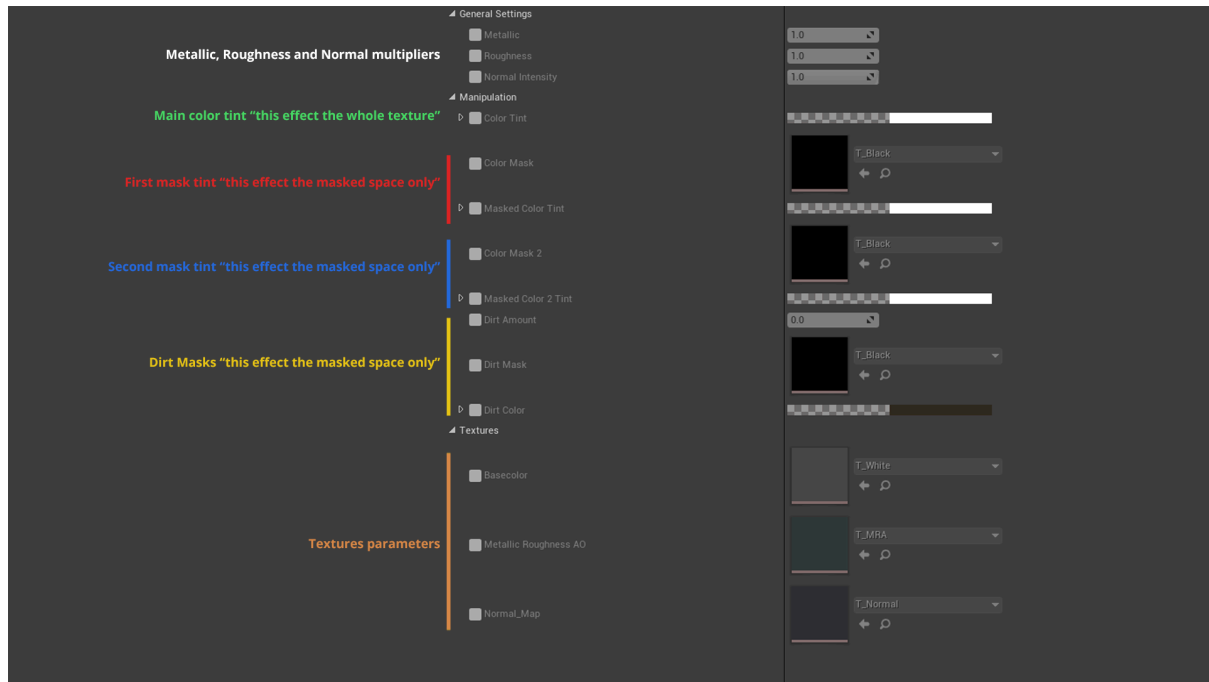 General Settings
Metallic
1.0
Metallic, Roughness and Normal multipliers
Roughness
1.0
Normal Intensity
1.0
Manipulation
Main color tint “this effect the whole texture”
Color Tint
T_Black
Color Mask
First mask tint “this effect the masked space only”
Masked Color Tint
T_Black
Color Mask 2
Second mask tint “this effect the masked space only”
Masked Color 2 Tint
Dirt Amount
0.0
T_Black
Dirt Masks “this effect the masked space only”
Dirt Mask
Dirt Color
Textures
T_White
Basecolor
T_MRA
Textures parameters
Metallic Roughness AO
T_Normal
Normal_Map